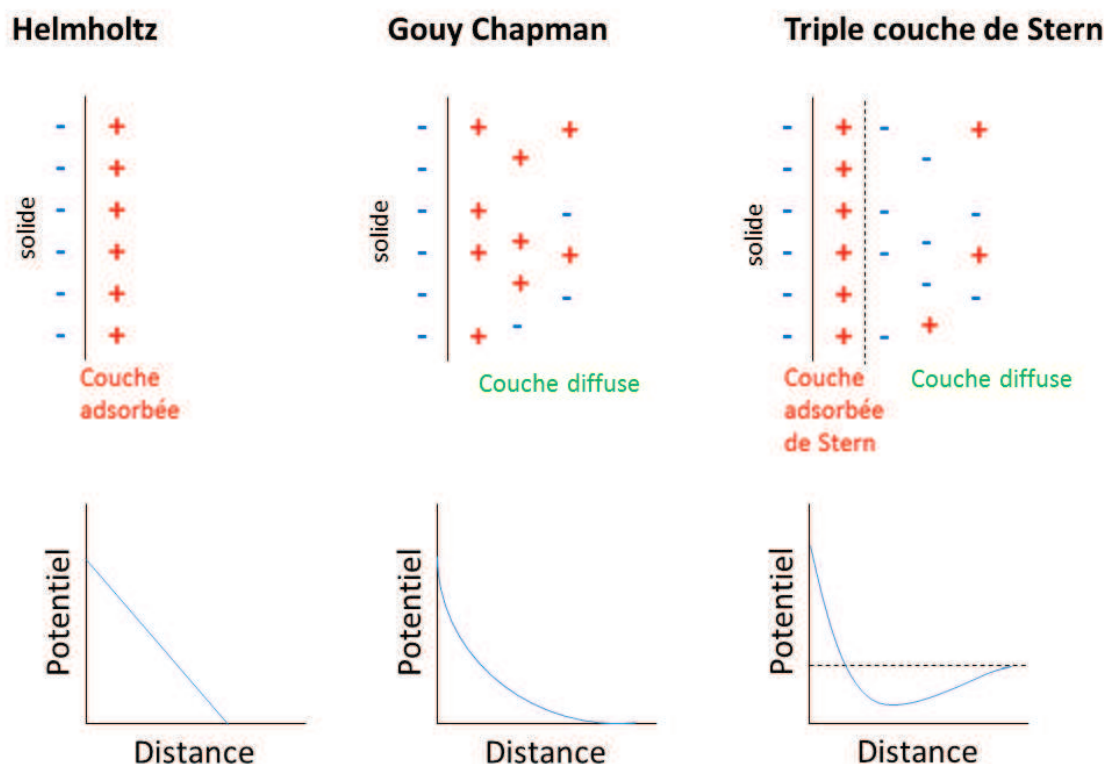 Helmholtz
Gouy Chapman
Triple couche de Stern
solide
solide
solide
Couche
adsorbée
Couche diffuse
Couche
adsorbée
de Stern
Couche diffuse
Potentiel
Distance
Potentiel
Distance
Potentiel
Distance